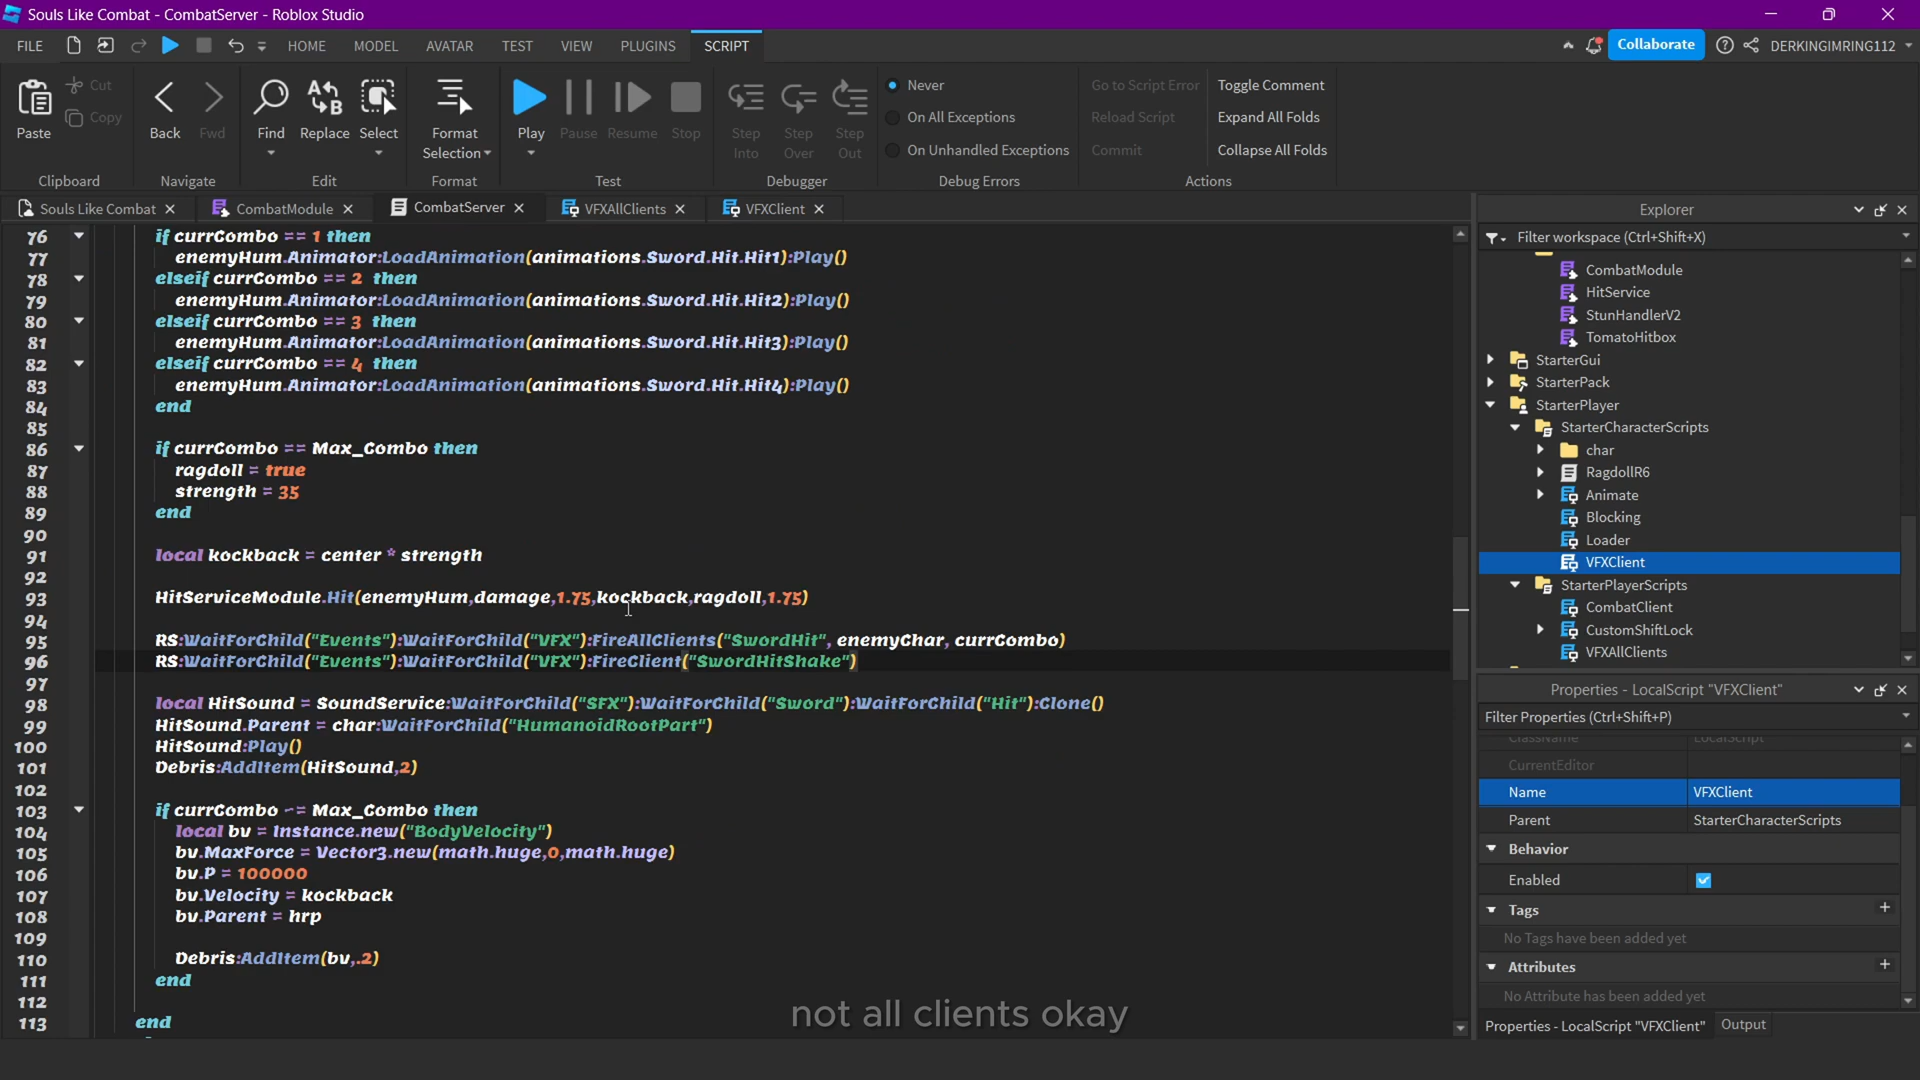 Souls Like Combat - CombatServer - Roblox Studio
FILE HOME MODEL AVATAR TEST VIEW PLUGINS SCRIPT Collaborate DERKINGIMRING112
Paste Cut Copy Back Fwd Find Replace Select Format Selection Play Pause Resume Stop Step Into Step Over Step Out
Never
On All Exceptions
On Unhandled Exceptions
Go to Script Error
Reload Script
Commit
Toggle Comment
Expand All Folds
Collapse All Folds
Clipboard Navigate Edit Format Test Debugger Debug Errors Actions
Souls Like Combat CombatModule CombatServer VFXAllClients VFXClient
76 if currCombo == 1 then
77 enemyHum.Animator:LoadAnimation(animations.Sword.Hit.Hit1):Play()
78 elseif currCombo == 2 then
79 enemyHum.Animator:LoadAnimation(animations.Sword.Hit.Hit2):Play()
80 elseif currCombo == 3 then
81 enemyHum.Animator:LoadAnimation(animations.Sword.Hit.Hit3):Play()
82 elseif currCombo == 4 then
83 enemyHum.Animator:LoadAnimation(animations.Sword.Hit.Hit4):Play()
84 end
85
86 if currCombo == Max_Combo then
87 ragdoll = true
88 strength = 35
89 end
90
91 local kockback = center * strength
92
93 HitServiceModule.Hit(enemyHum,damage,1.75,kockback,ragdoll,1.75)
94
95 RS:WaitForChild("Events"):WaitForChild("VFX"):FireAllClients("SwordHit", enemyChar, currCombo)
96 RS:WaitForChild("Events"):WaitForChild("VFX"):FireClient("SwordHitShake")
97
98 local HitSound = SoundService:WaitForChild("SFX"):WaitForChild("Sword"):WaitForChild("Hit"):Clone()
99 HitSound.Parent = char:WaitForChild("HumanoidRootPart")
100 HitSound:Play()
101 Debris:AddItem(HitSound,2)
102
103 if currCombo ~= Max_Combo then
104 local bv = Instance.new("BodyVelocity")
105 bv.MaxForce = Vector3.new(math.huge,0,math.huge)
106 bv.P = 100000
107 bv.Velocity = kockback
108 bv.Parent = hrp
109
110 Debris:AddItem(bv,.2)
111 end
112
113 end
not all clients okay
Explorer
Filter workspace (Ctrl+Shift+X)
CombatModule
HitService
StunHandlerV2
TomatoHitbox
StarterGui
StarterPack
StarterPlayer
StarterCharacterScripts
char
RagdollR6
Animate
Blocking
Loader
VFXClient
StarterPlayerScripts
CombatClient
CustomShiftLock
VFXAllClients
Properties - LocalScript "VFXClient"
Filter Properties (Ctrl+Shift+P)
ClassName LocalScript
CurrentEditor
Name VFXClient
Parent StarterCharacterScripts
Behavior
Enabled
Tags +
No Tags have been added yet
Attributes +
No Attribute has been added yet
Properties - LocalScript "VFXClient" Output